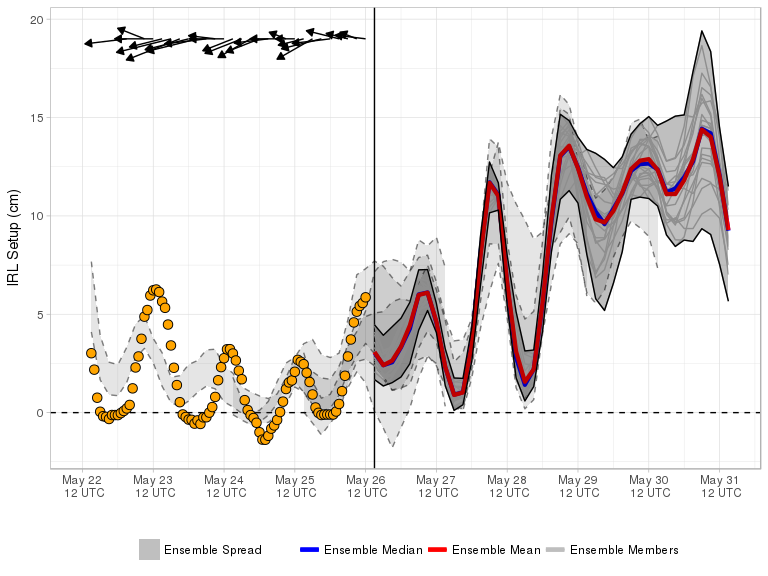 20
15
10
5
0
IRL Setup (cm)
May 22 May 23 May 24 May 25 May 26 May 27 May 28 May 29 May 30 May 31
12 UTC 12 UTC 12 UTC 12 UTC 12 UTC 12 UTC 12 UTC 12 UTC 12 UTC 12 UTC
Ensemble Spread Ensemble Median Ensemble Mean Ensemble Members